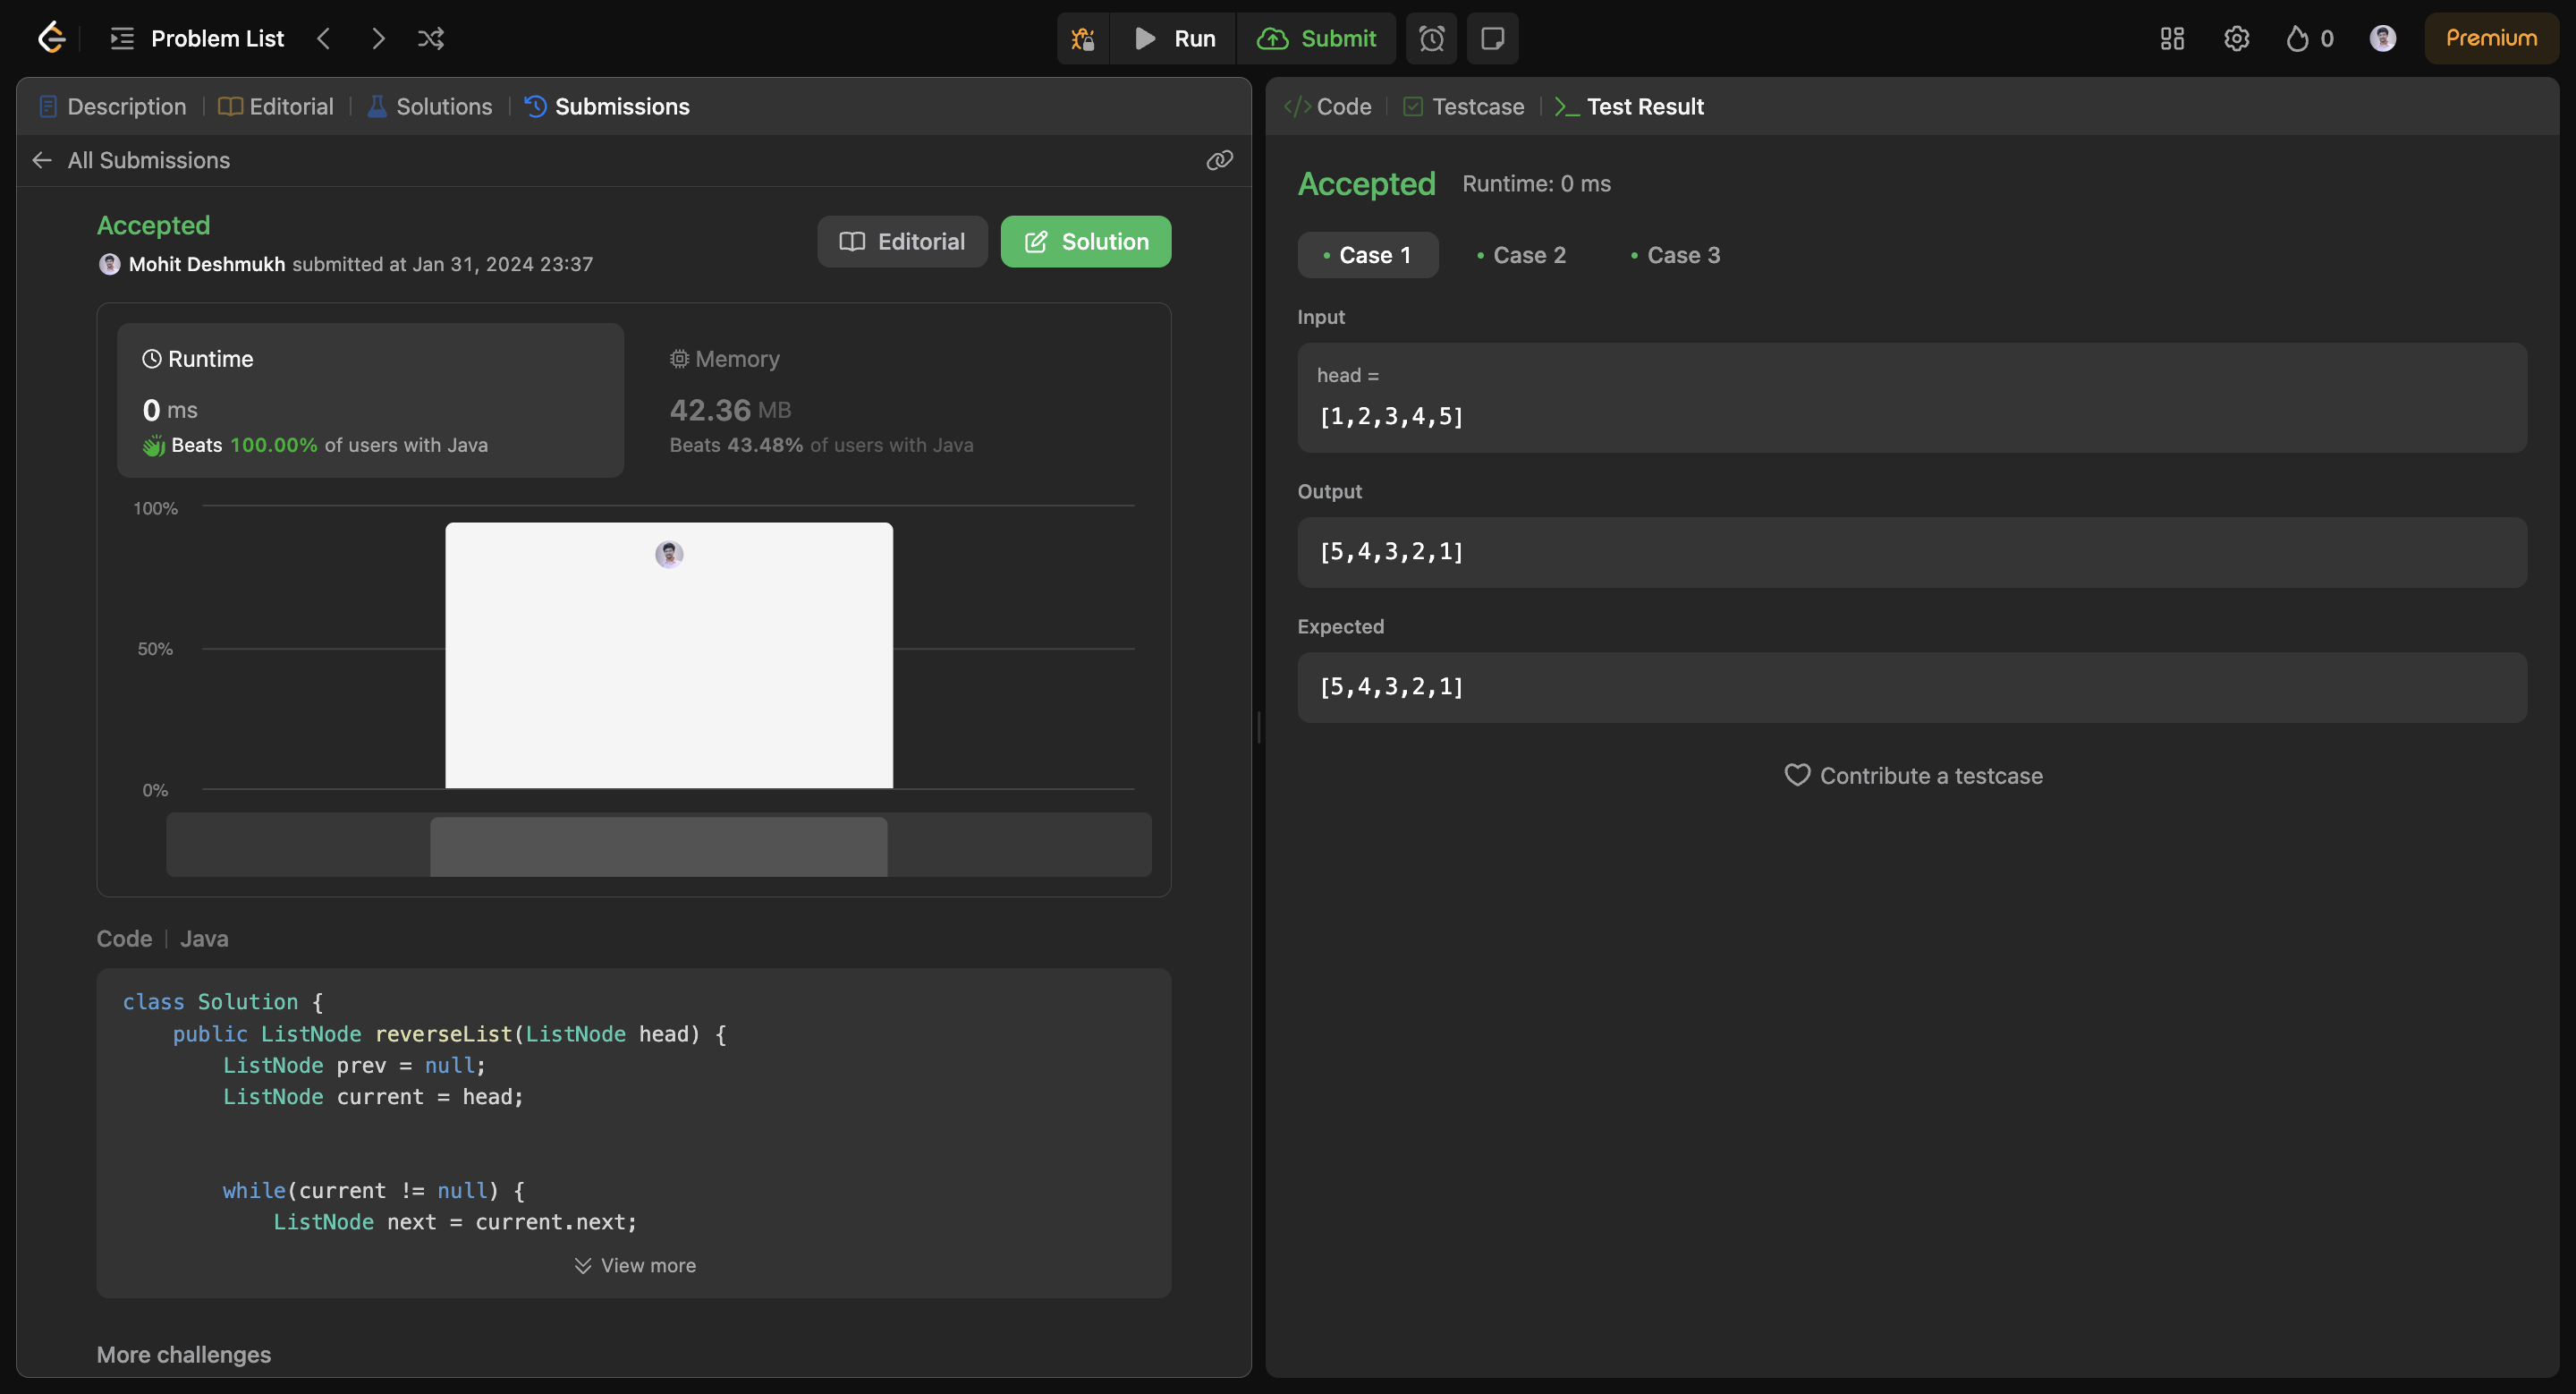 Problem List
Run
Submit
0
Premium
Description
Editorial
Solutions
Submissions
All Submissions
Accepted
Mohit Deshmukh submitted at Jan 31, 2024 23:37
Editorial
Solution
Runtime
0 ms
Beats 100.00% of users with Java
Memory
42.36 MB
Beats 43.48% of users with Java
100%
50%
0%
Code | Java
class Solution {
    public ListNode reverseList(ListNode head) {
        ListNode prev = null;
        ListNode current = head;
        while(current != null) {
            ListNode next = current.next;
View more
More challenges
</> Code
Testcase
>_ Test Result
Accepted Runtime: 0 ms
• Case 1 • Case 2 • Case 3
Input
head =
[1,2,3,4,5]
Output
[5,4,3,2,1]
Expected
[5,4,3,2,1]
Contribute a testcase